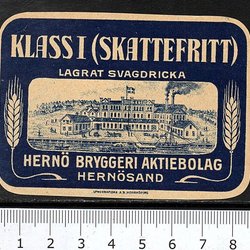 KLASS I (SKATTEFRITT)
LAGRAT SVAGDRICKA
HERNÖ BRYGGERI AKTIEBOLAG
HERNÖSAND
1 2 3 4 5 6 7 8